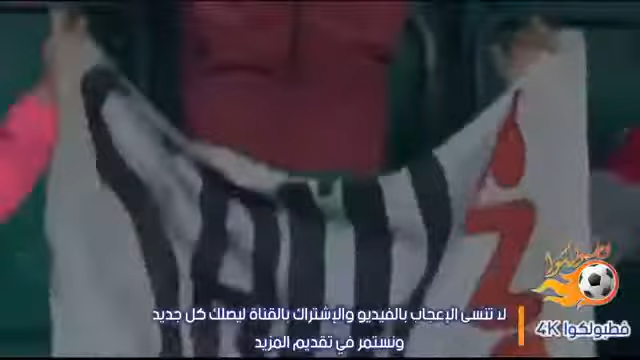 لا تنسى الإعجاب بالفيديو والإشتراك بالقناة ليصلك كل جديد
ونستمر في تقديم المزيد
فطبولكوا 4K